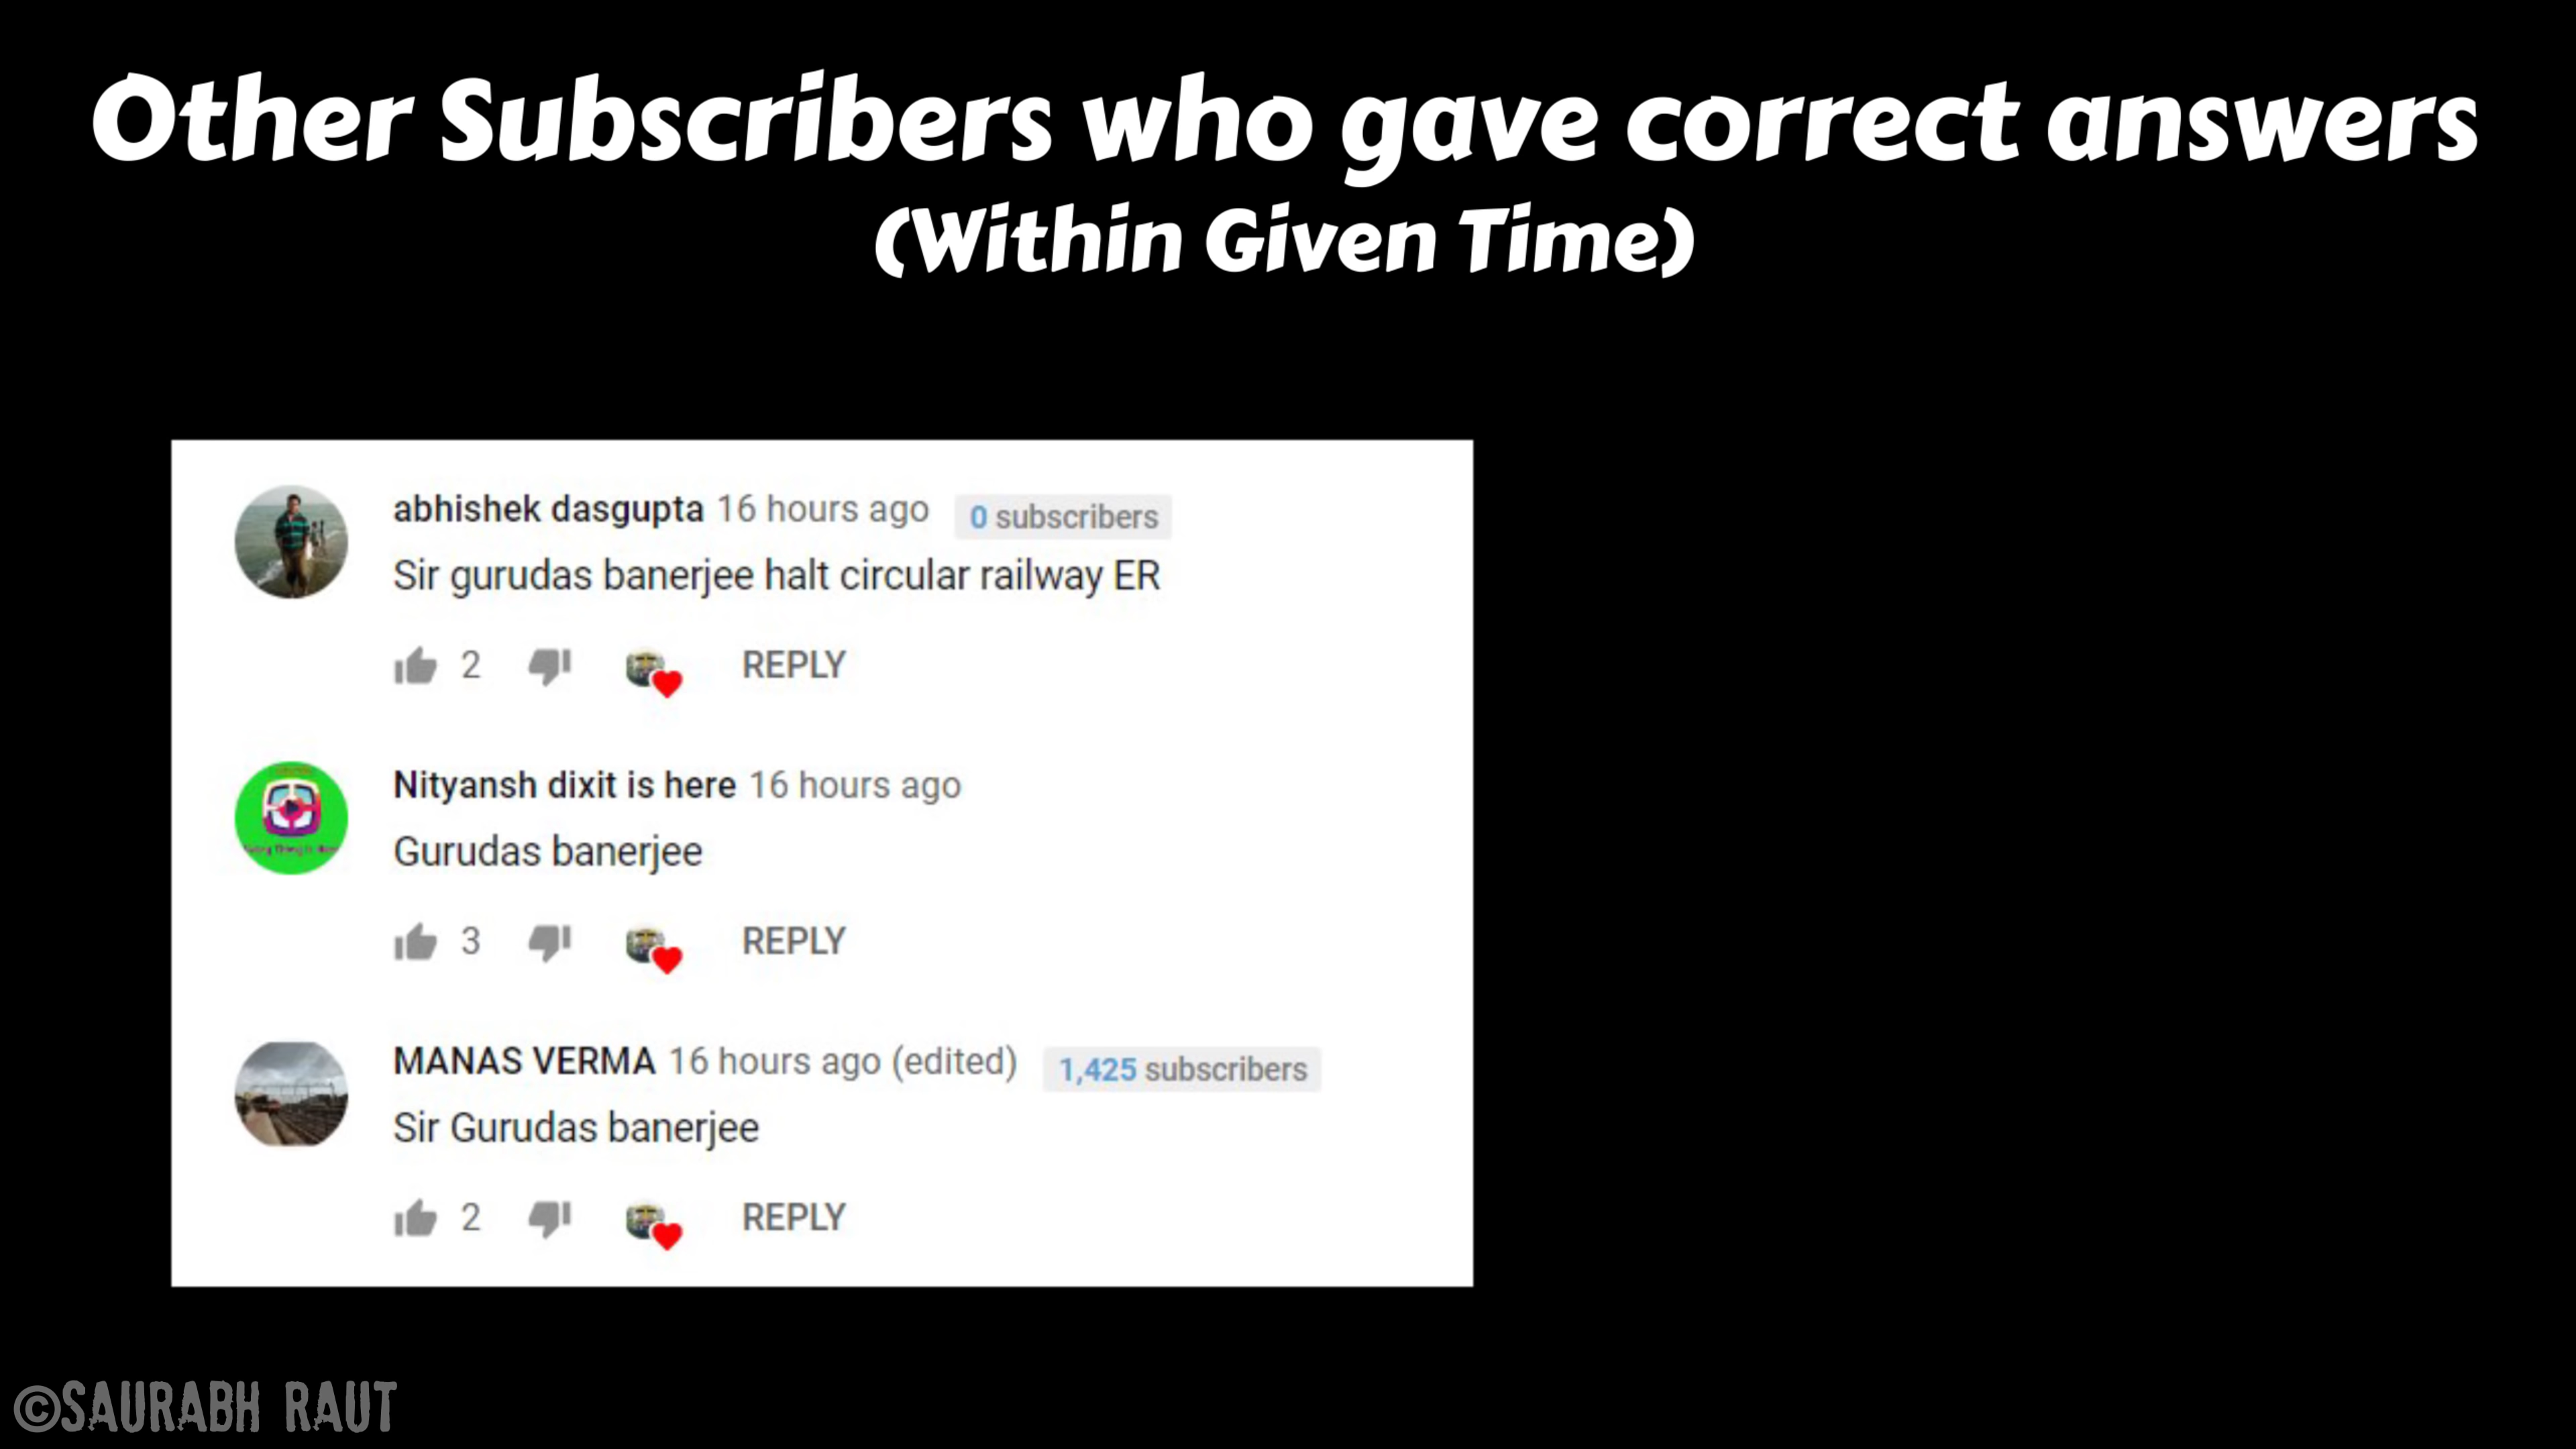 Other Subscribers who gave correct answers
(Within Given Time)
abhishek dasgupta 16 hours ago 0 subscribers
Sir gurudas banerjee halt circular railway ER
2 REPLY
Nityansh dixit is here 16 hours ago
Gurudas banerjee
3 REPLY
MANAS VERMA 16 hours ago (edited) 1,425 subscribers
Sir Gurudas banerjee
2 REPLY
©SAURABH RAUT